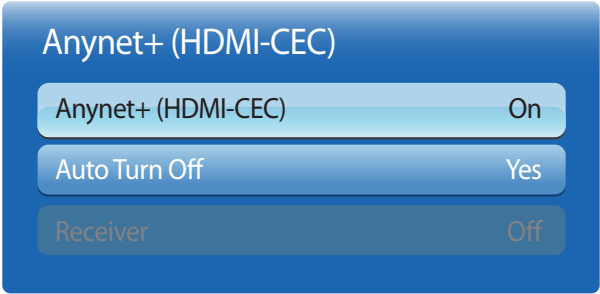 Anynet+ (HDMI-CEC)
Anynet+ (HDMI-CEC) On
Auto Turn Off Yes
Receiver Off